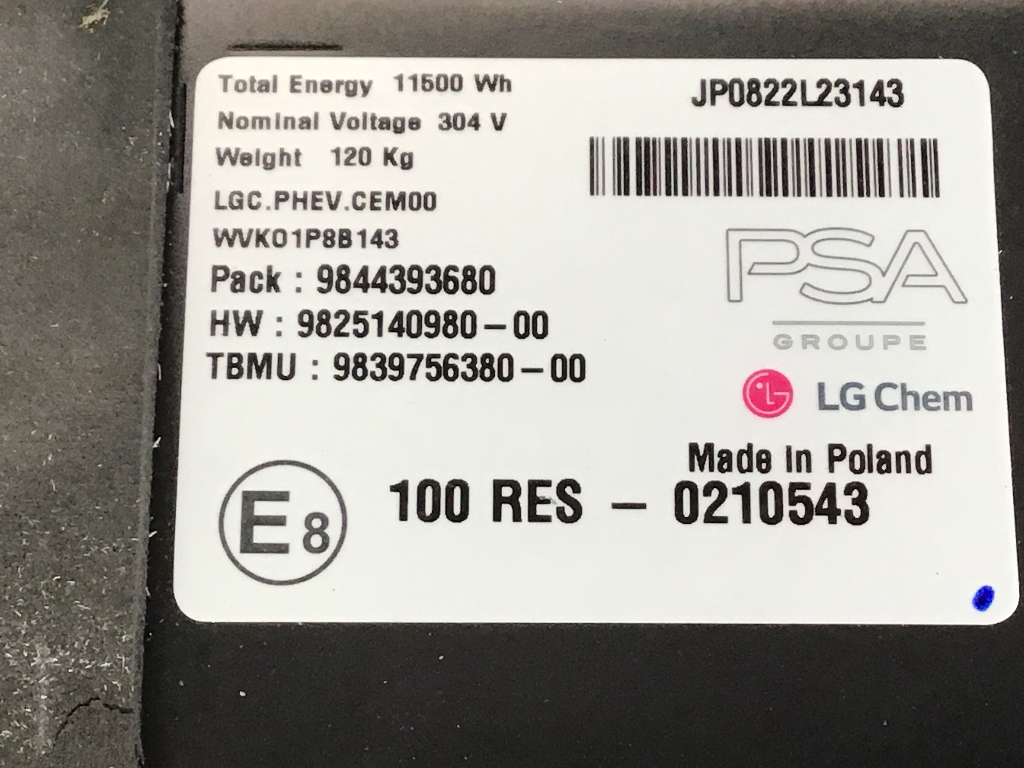 Total Energy 11500 Wh
Nominal Voltage 304 V
Weight 120 Kg
LGC.PHEV.CEM00
WVK01P8B143
Pack : 9844393680
HW : 9825140980-00
TBMU : 9839756380-00
JP0822L23143
PSA
GROUPE
LG Chem
Made In Poland
E8
100 RES - 0210543